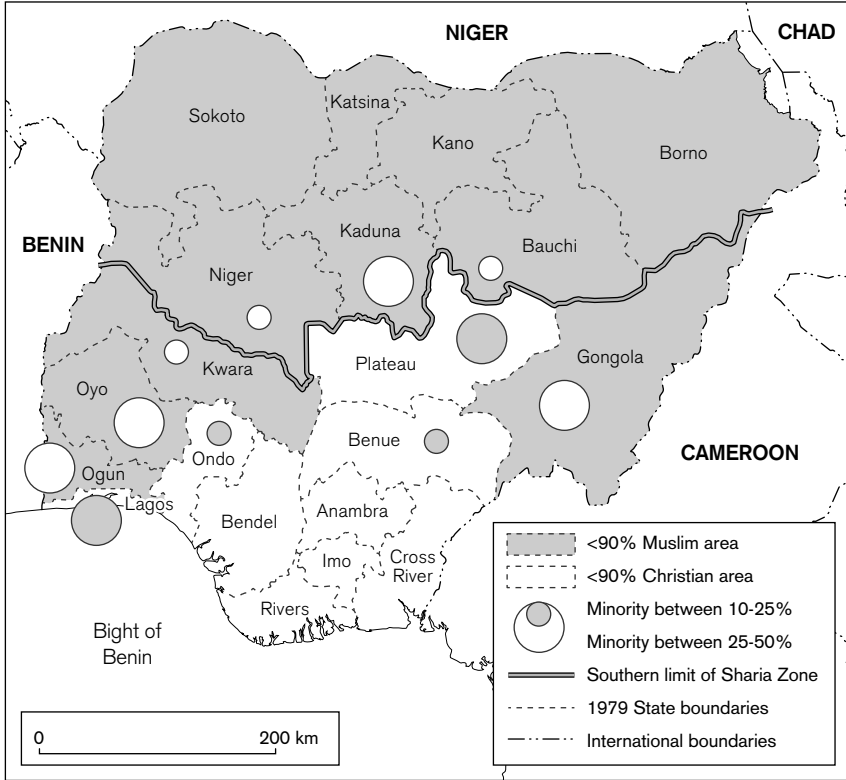 NIGER
CHAD
Katsina
Sokoto
Kano
Borno
Kaduna
BENIN
Bauchi
Niger
Gongola
Plateau
Kwara
Oyo
Benue
CAMEROON
Ondo
Ogun
Lagos
Bendel
Anambra
Imo
Cross
River
Rivers
Bight of
Benin
<90% Muslim area
<90% Christian area
Minority between 10-25%
Minority between 25-50%
Southern limit of Sharia Zone
1979 State boundaries
International boundaries
0 200 km